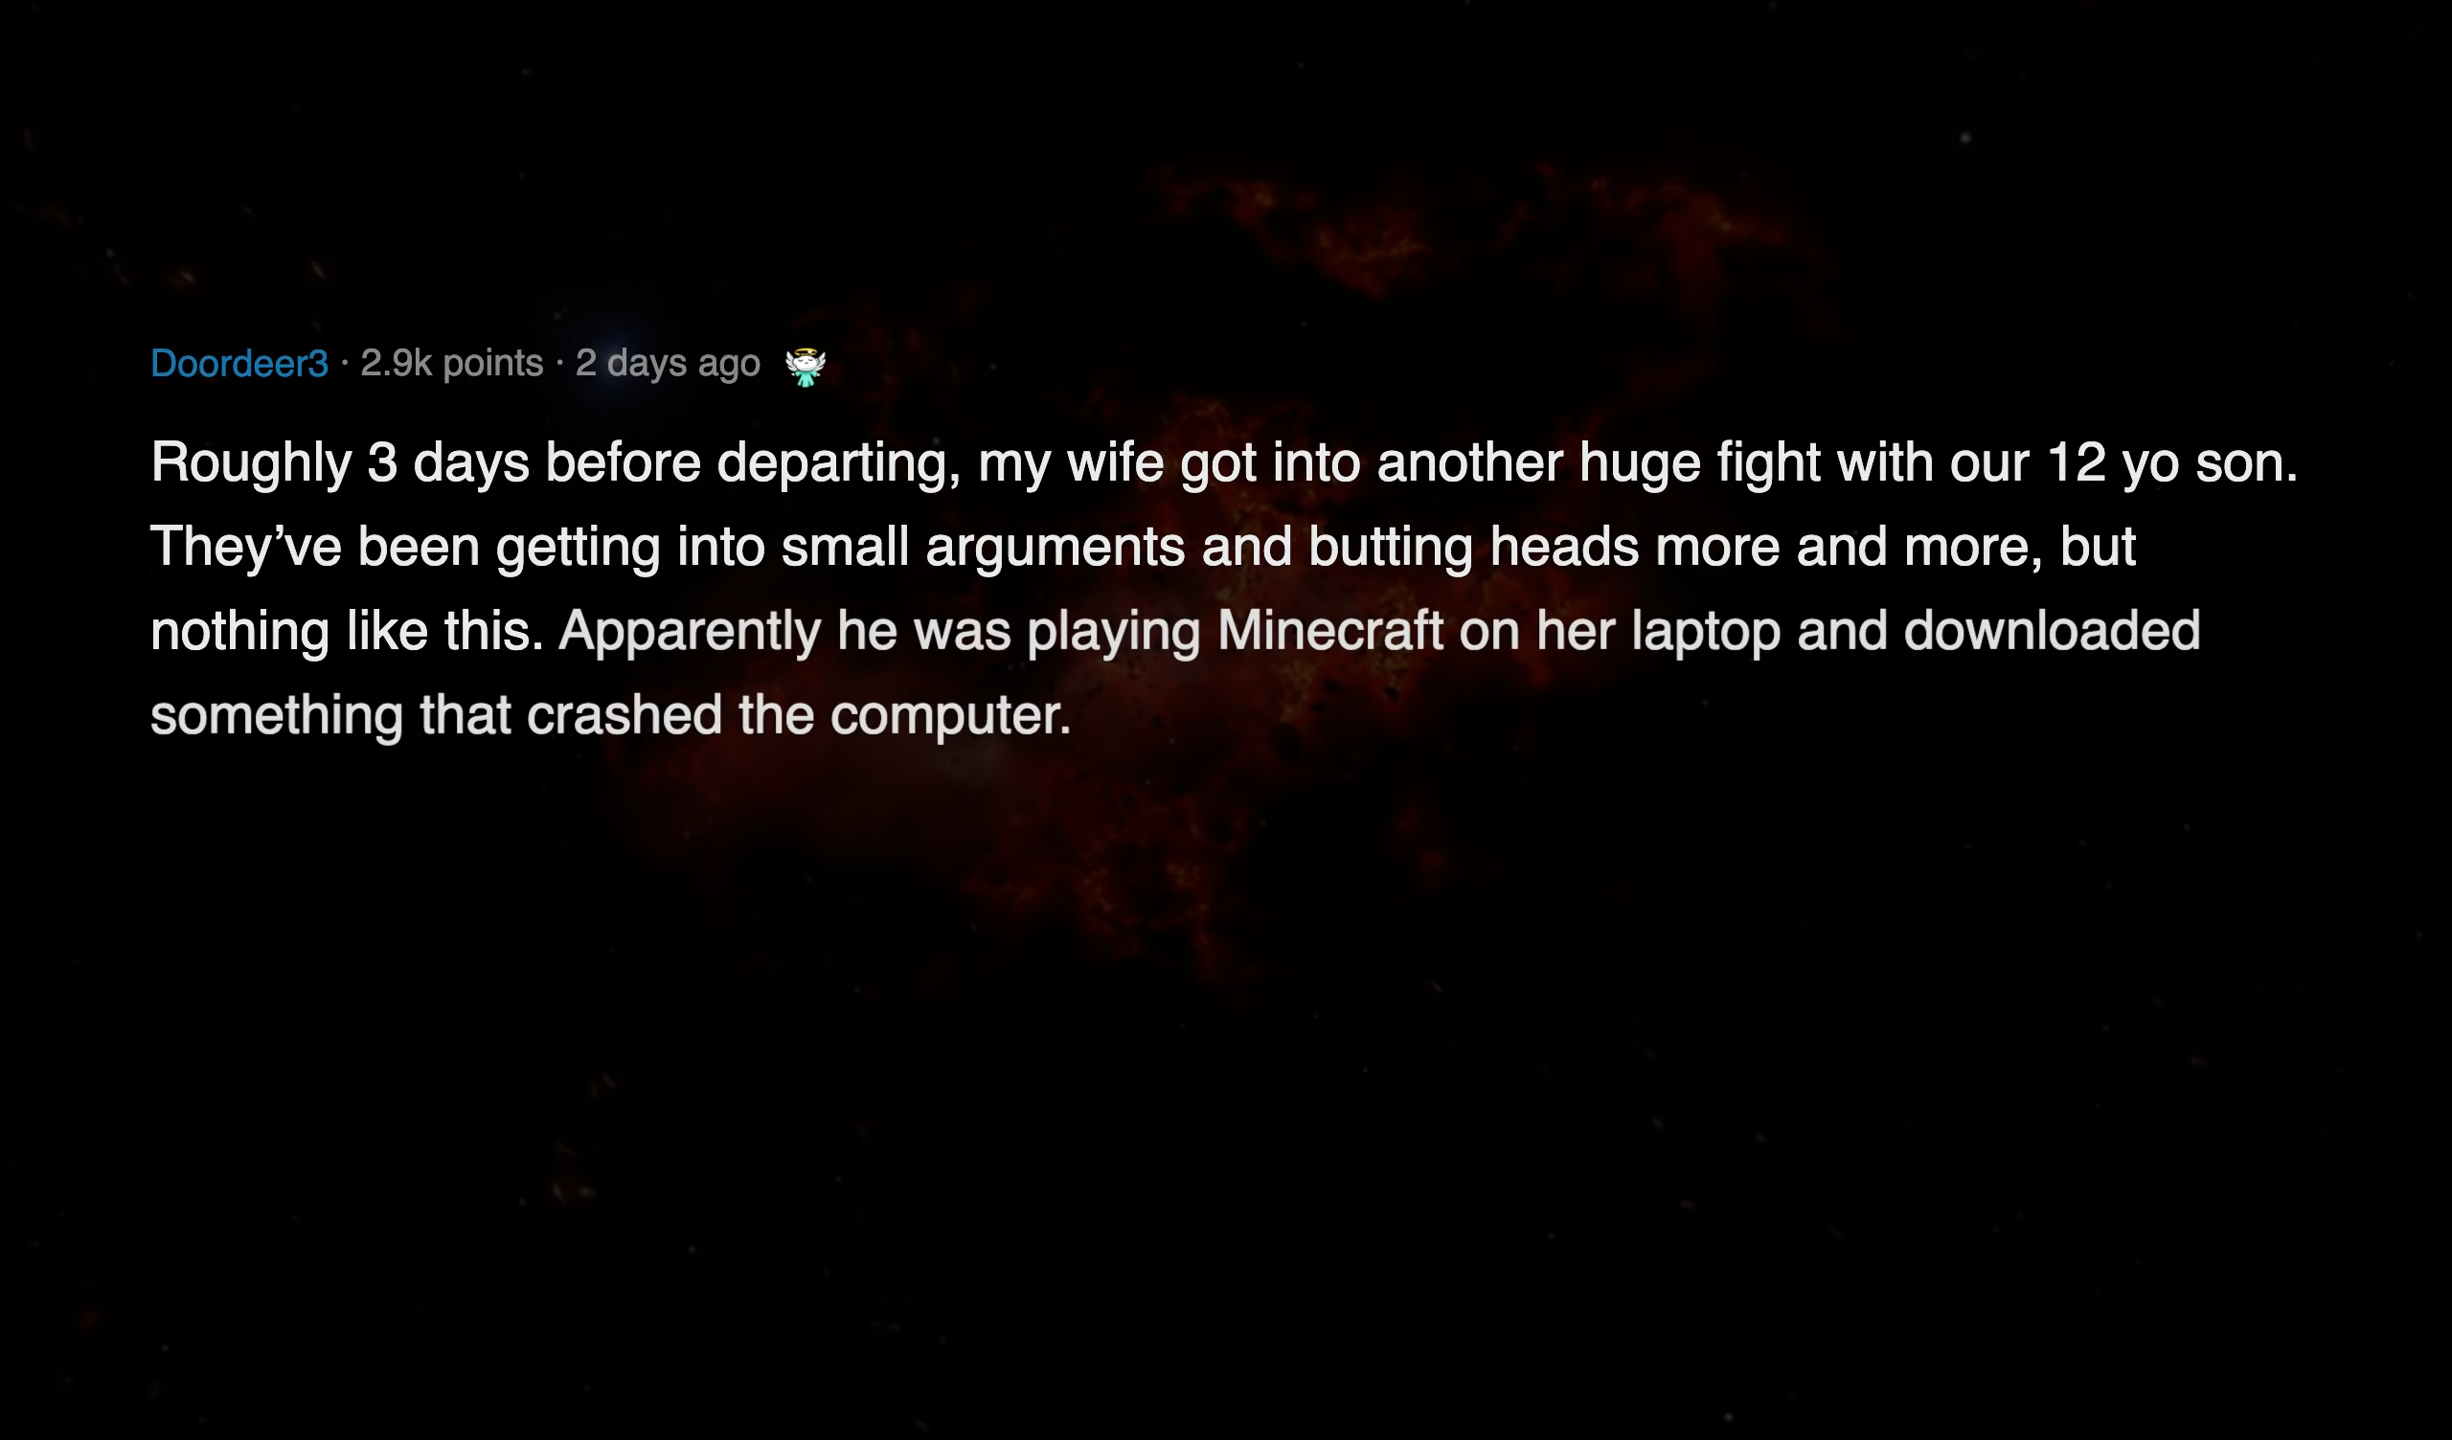 Doordeer3 · 2.9k points · 2 days ago
Roughly 3 days before departing, my wife got into another huge fight with our 12 yo son.
They’ve been getting into small arguments and butting heads more and more, but
nothing like this. Apparently he was playing Minecraft on her laptop and downloaded
something that crashed the computer.